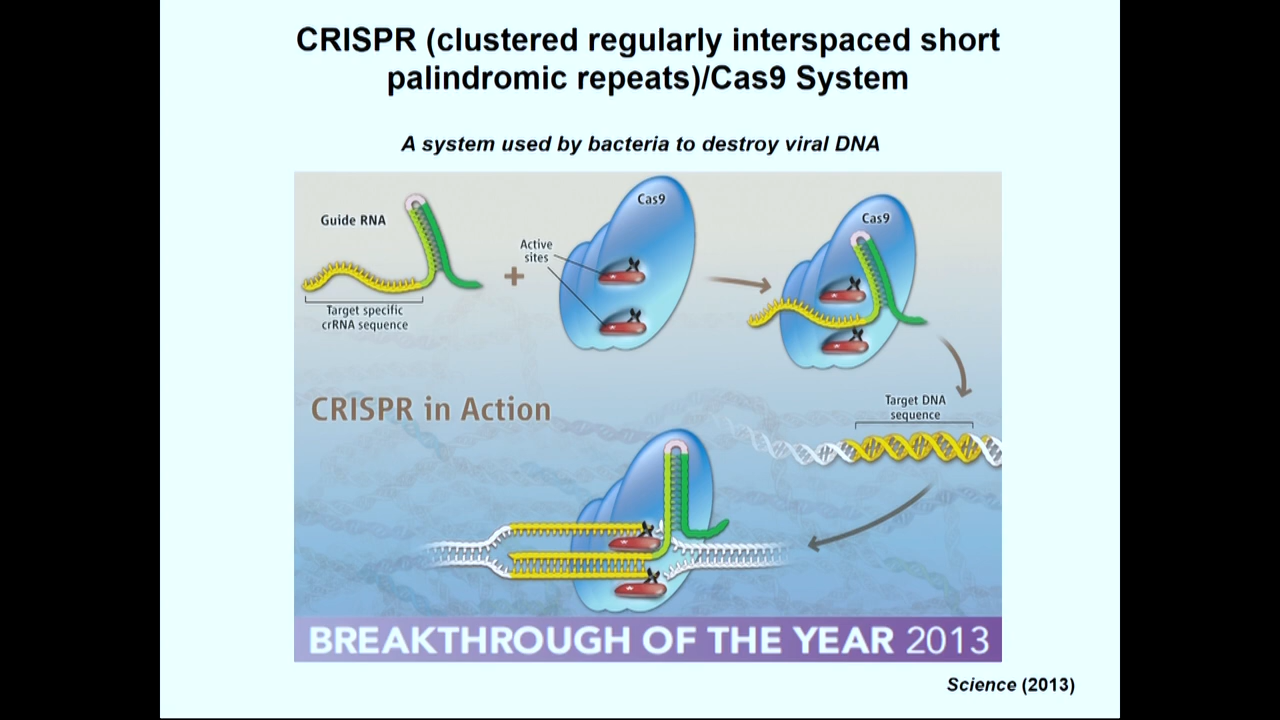 CRISPR (clustered regularly interspaced short
palindromic repeats)/Cas9 System
A system used by bacteria to destroy viral DNA
Guide RNA
Target specific
crRNA sequence
Active
sites
Cas9
Cas9
CRISPR in Action
Target DNA
sequence
BREAKTHROUGH OF THE YEAR 2013
Science (2013)